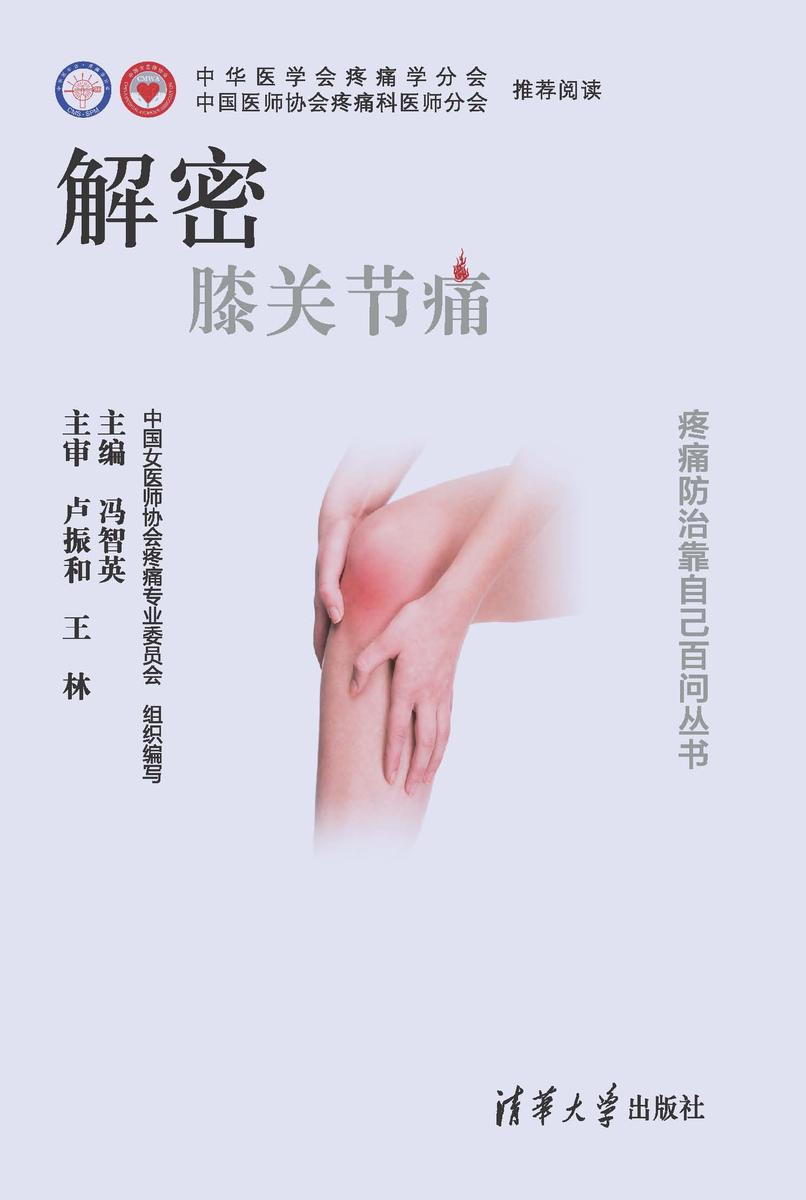 中华医学会疼痛学分会
中国医师协会疼痛科医师分会
推荐阅读
CMS·SPM
CMWA
解密
膝关节痛
疼痛防治靠自己百问丛书
中国女医师协会疼痛专业委员会 组织编写
主编 冯智英
主审 卢振和 王林
清华大学出版社